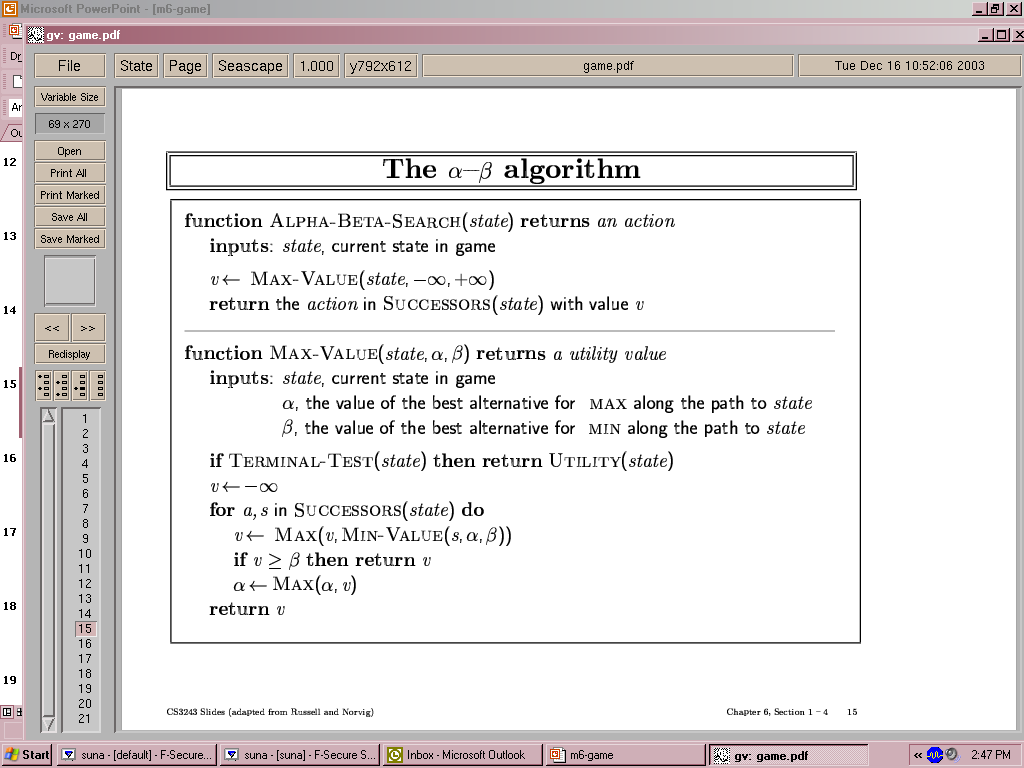 Microsoft PowerPoint - [m6-game]
gv: game.pdf
File
State
Page
Seascape
1.000
y792x612
game.pdf
Tue Dec 16 10:52:06 2003
Variable Size
69 x 270
Open
Print All
Print Marked
Save All
Save Marked
<<
>>
Redisplay
1
2
3
4
5
6
7
8
9
10
11
12
13
14
15
16
17
18
19
20
21
Dr
Ar
Ou
12
13
14
15
16
17
18
19
The α–β algorithm
function ALPHA-BETA-SEARCH(state) returns an action
inputs: state, current state in game
v ← MAX-VALUE(state, −∞, +∞)
return the action in SUCCESSORS(state) with value v
function MAX-VALUE(state, α, β) returns a utility value
inputs: state, current state in game
α, the value of the best alternative for MAX along the path to state
β, the value of the best alternative for MIN along the path to state
if TERMINAL-TEST(state) then return UTILITY(state)
v ← −∞
for a, s in SUCCESSORS(state) do
v ← MAX(v, MIN-VALUE(s, α, β))
if v ≥ β then return v
α ← MAX(α, v)
return v
CS3243 Slides (adapted from Russell and Norvig)
Chapter 6, Section 1 – 4 15
Start
suna - [default] - F-Secure...
suna - [suna] - F-Secure S...
Inbox - Microsoft Outlook
m6-game
gv: game.pdf
«
2:47 PM